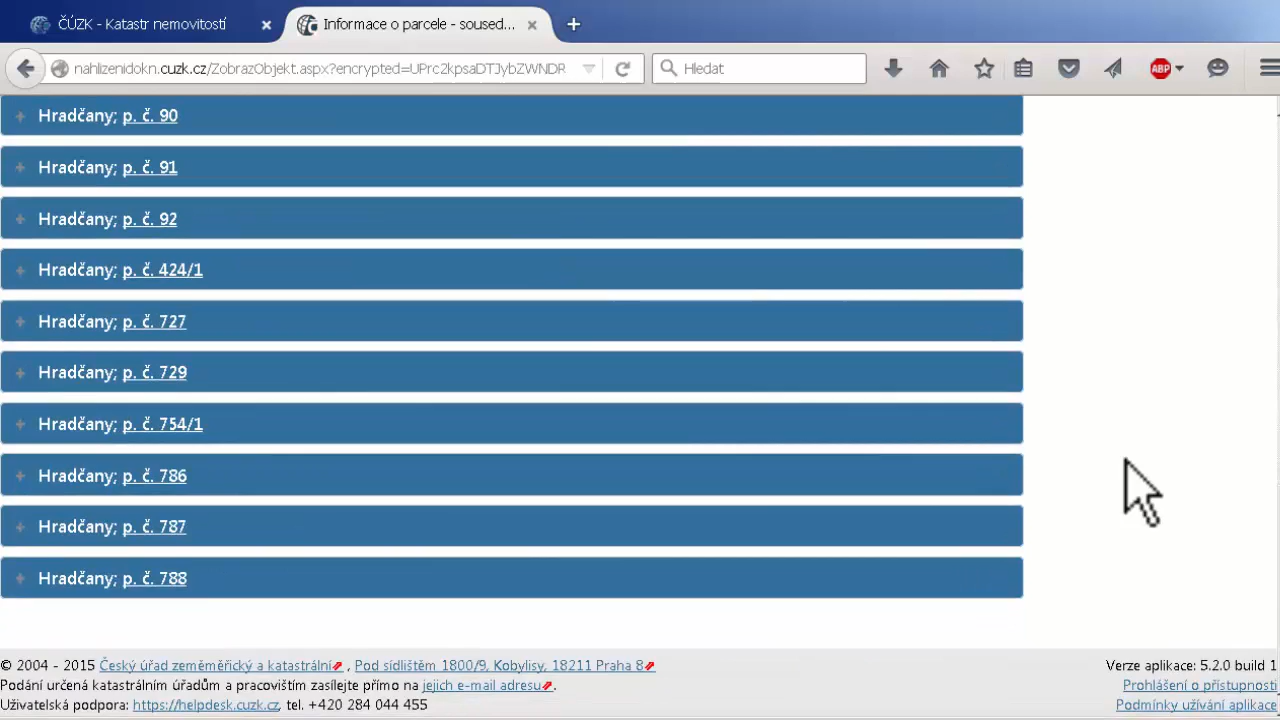 ČÚZK - Katastr nemovitostí
Informace o parcele - soused...
nahlizenidokn.cuzk.cz/ZobrazObjekt.aspx?encrypted=UPrc2kpsaDTJybZWNDR
Hledat
ABP
Hradčany; p. č. 90
Hradčany; p. č. 91
Hradčany; p. č. 92
Hradčany; p. č. 424/1
Hradčany; p. č. 727
Hradčany; p. č. 729
Hradčany; p. č. 754/1
Hradčany; p. č. 786
Hradčany; p. č. 787
Hradčany; p. č. 788
© 2004 - 2015 Český úřad zeměměřický a katastrální , Pod sídlištěm 1800/9, Kobylisy, 18211 Praha 8
Podání určená katastrálním úřadům a pracovištím zasílejte přímo na jejich e-mail adresu.
Uživatelská podpora: https://helpdesk.cuzk.cz, tel. +420 284 044 455
Verze aplikace: 5.2.0 build 1
Prohlášení o přístupnosti
Podmínky užívání aplikace